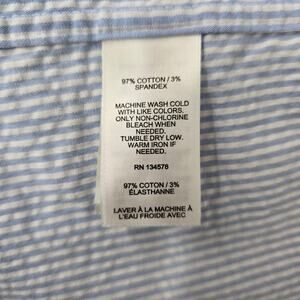 97% COTTON / 3%
SPANDEX
MACHINE WASH COLD
WITH LIKE COLORS.
ONLY NON-CHLORINE
BLEACH WHEN
NEEDED.
TUMBLE DRY LOW.
WARM IRON IF
NEEDED.
RN 134578
97% COTON / 3%
ÉLASTHANNE
LAVER À LA MACHINE À
L'EAU FROIDE AVEC